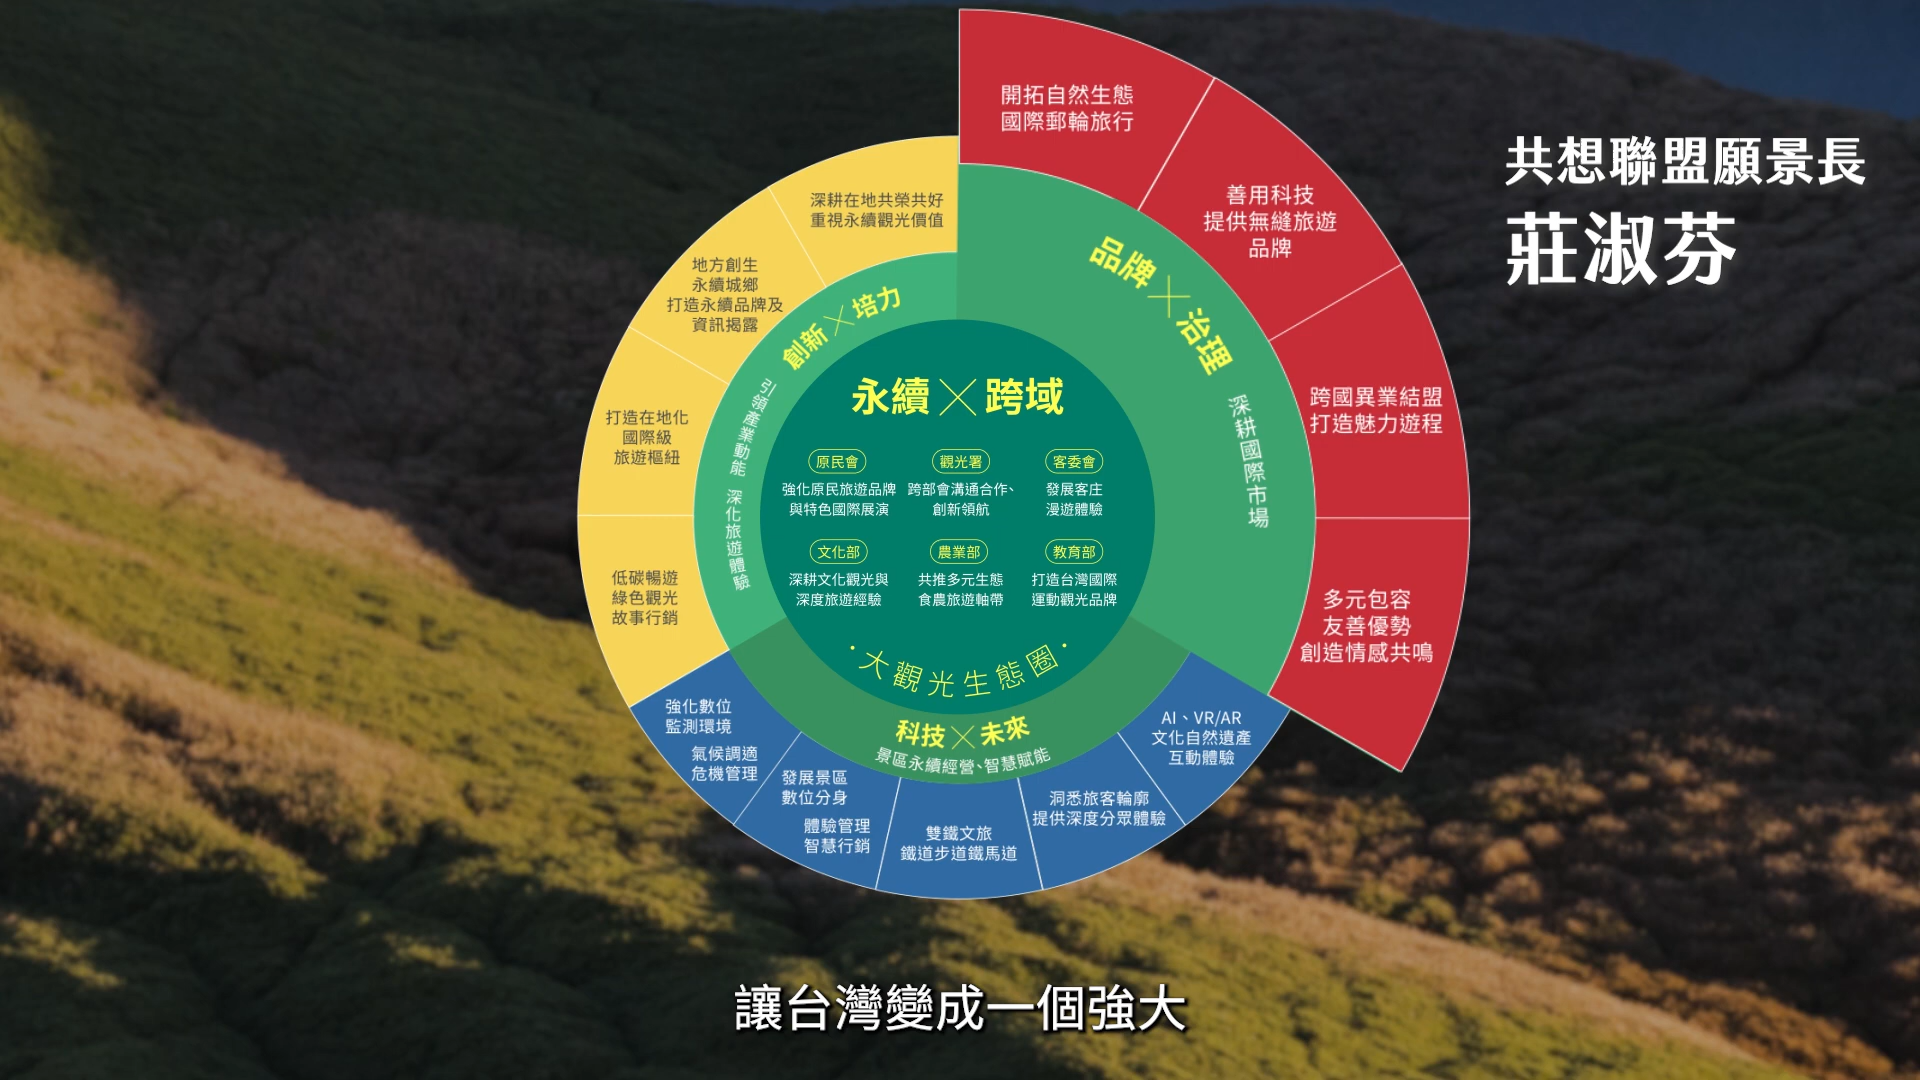 共想聯盟願景長
莊淑芬
開拓自然生態
國際郵輪旅行
善用科技
提供無縫旅遊
品牌
跨國異業結盟
打造魅力遊程
多元包容
友善優勢
創造情感共鳴
品牌×治理
深耕國際市場
深耕在地共榮共好
重視永續觀光價值
地方創生
永續城鄉
打造永續品牌及
資訊揭露
打造在地化
國際級
旅遊樞紐
低碳暢遊
綠色觀光
故事行銷
創新×培力
引領產業動能 深化旅遊體驗
永續×跨域
原民會
強化原民旅遊品牌
與特色國際展演
觀光署
跨部會溝通合作、
創新領航
客委會
發展客庄
漫遊體驗
文化部
深耕文化觀光與
深度旅遊經驗
農業部
共推多元生態
食農旅遊軸帶
教育部
打造台灣國際
運動觀光品牌
·大觀光生態圈·
科技×未來
景區永續經營、智慧賦能
強化數位
監測環境
氣候調適
危機管理
發展景區
數位分身
體驗管理
智慧行銷
雙鐵文旅
鐵道步道鐵馬道
洞悉旅客輪廓
提供深度分眾體驗
AI、VR/AR
文化自然遺產
互動體驗
讓台灣變成一個強大